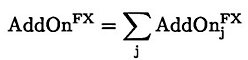 AddOn^FX = ∑_j AddOn_j^FX